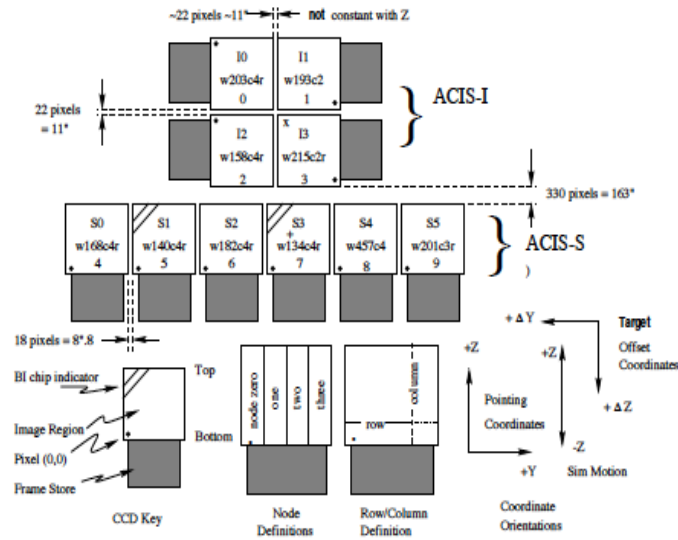 ~22 pixels ~11" not constant with Z
I0 I1
w203c4r w193c2
0 1
ACIS-I
22 pixels
= 11"
I2 x I3
w158c4r w215c2r
2 3
330 pixels = 163"
S0 S1 S2 S3 S4 S5
+
w168c4r w140c4r w182c4r w134c4r w457c4 w201c3r
4 5 6 7 8 9
ACIS-S
)
18 pixels = 8".8
+ Δ Y Target
Offset
Coordinates
+ Δ Z
BI chip indicator
Image Region
Pixel (0,0)
Frame Store
Top
Bottom
CCD Key
node zero
one
two
three
Node
Definitions
column
row
Row/Column
Definition
+Z
Pointing
Coordinates
+Y
+Z
-Z
Sim Motion
Coordinate
Orientations